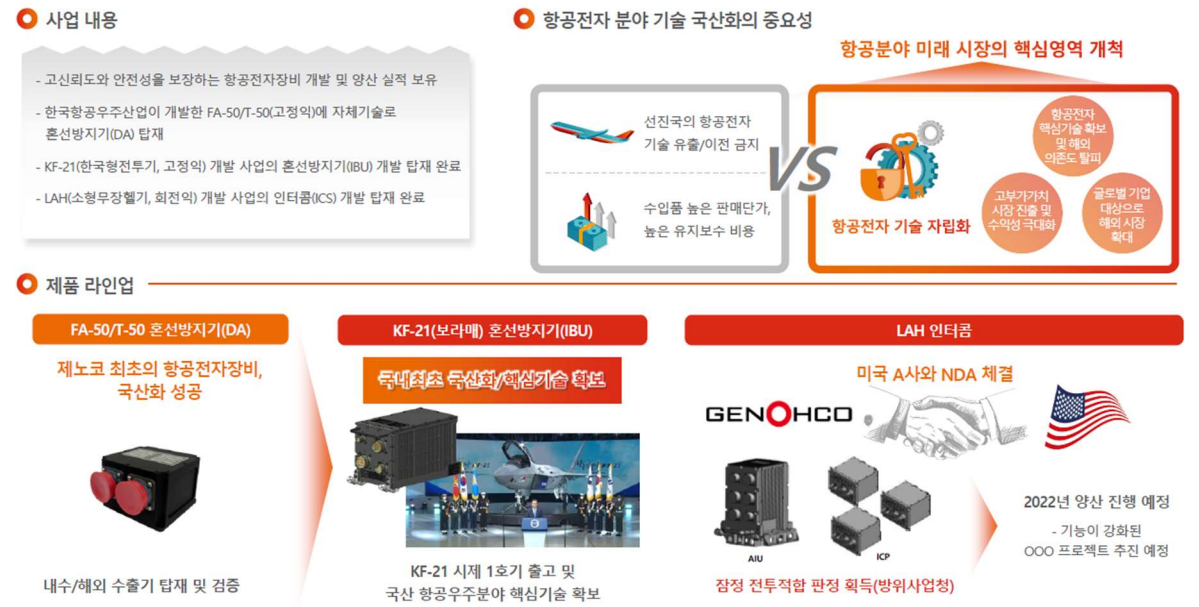 사업 내용
- 고신뢰도와 안전성을 보장하는 항공전자장비 개발 및 양산 실적 보유
- 한국항공우주산업이 개발한 FA-50/T-50(고정익)에 자체기술로
혼선방지기(DA) 탑재
- KF-21(한국형전투기, 고정익) 개발 사업의 혼선방지기(IBU) 개발 탑재 완료
- LAH(소형무장헬기, 회전익) 개발 사업의 인터콤(ICS) 개발 탑재 완료
항공전자 분야 기술 국산화의 중요성
항공분야 미래 시장의 핵심영역 개척
선진국의 항공전자
기술 유출/이전 금지
수입품 높은 판매단가,
높은 유지보수 비용
VS
항공전자 기술 자립화
항공전자
핵심기술 확보
및 해외
의존도 탈피
고부가가치
시장 진출 및
수익성 극대화
글로벌 기업
대상으로
해외 시장
확대
제품 라인업
FA-50/T-50 혼선방지기(DA)
제노코 최초의 항공전자장비,
국산화 성공
내수/해외 수출기 탑재 및 검증
KF-21(보라매) 혼선방지기(IBU)
국내최초 국산화/핵심기술 확보
KF-21 시제 1호기 출고 및
국산 항공우주분야 핵심기술 확보
LAH 인터콤
미국 A사와 NDA 체결
GENOHCO
AIU
ICP
잠정 전투적합 판정 획득(방위사업청)
2022년 양산 진행 예정
- 기능이 강화된
OOO 프로젝트 추진 예정